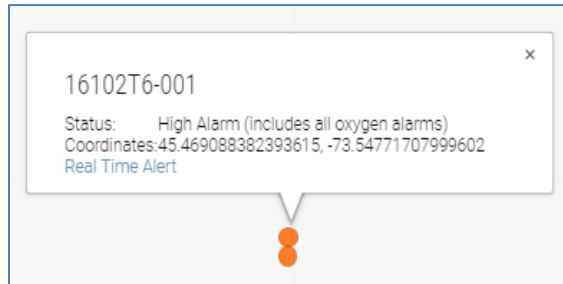 ×
16102T6-001
Status: High Alarm (includes all oxygen alarms)
Coordinates:45.469088382393615, -73.54771707999602
Real Time Alert